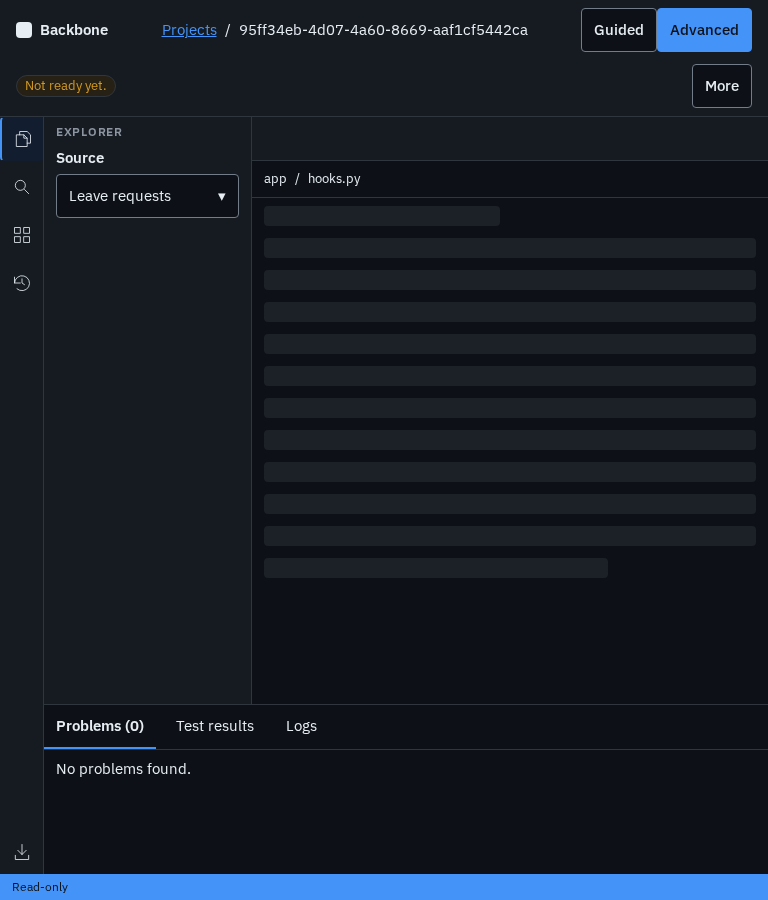 Backbone
Projects / 95ff34eb-4d07-4a60-8669-aaf1cf5442ca
Guided
Advanced
Not ready yet.
More
EXPLORER
Source
Leave requests
app / hooks.py
Problems (0)
Test results
Logs
No problems found.
Read-only